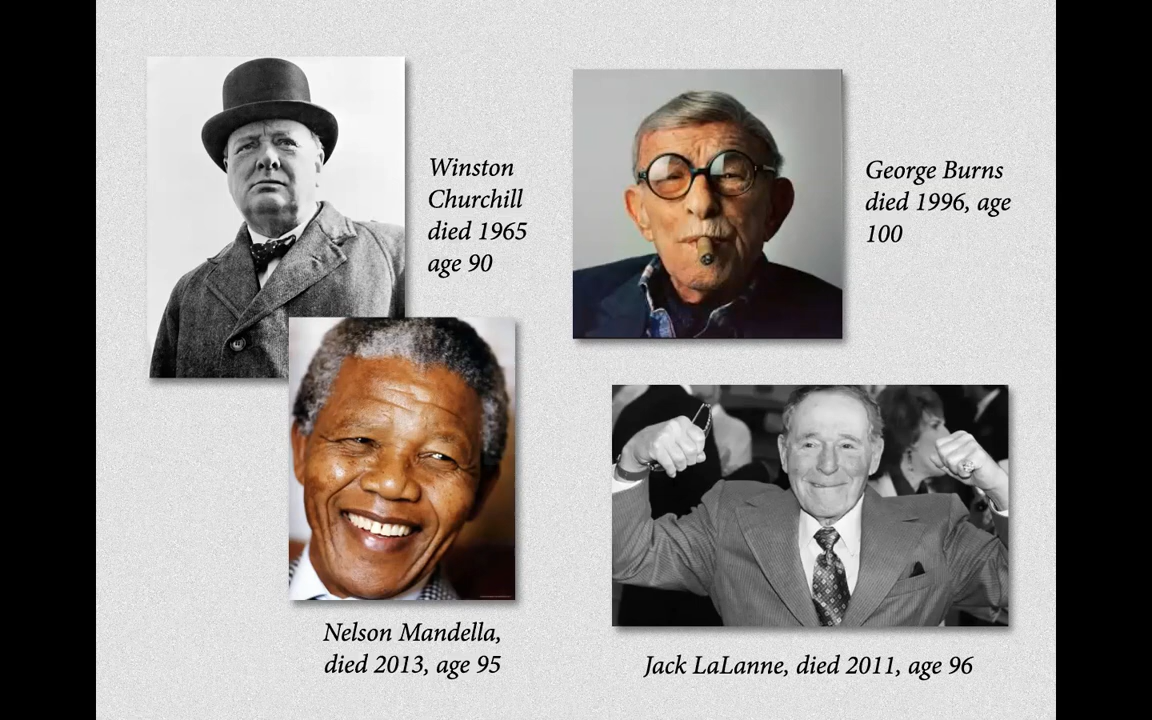 Winston
Churchill
died 1965
age 90
George Burns
died 1996, age
100
Nelson Mandella,
died 2013, age 95
Jack LaLanne, died 2011, age 96